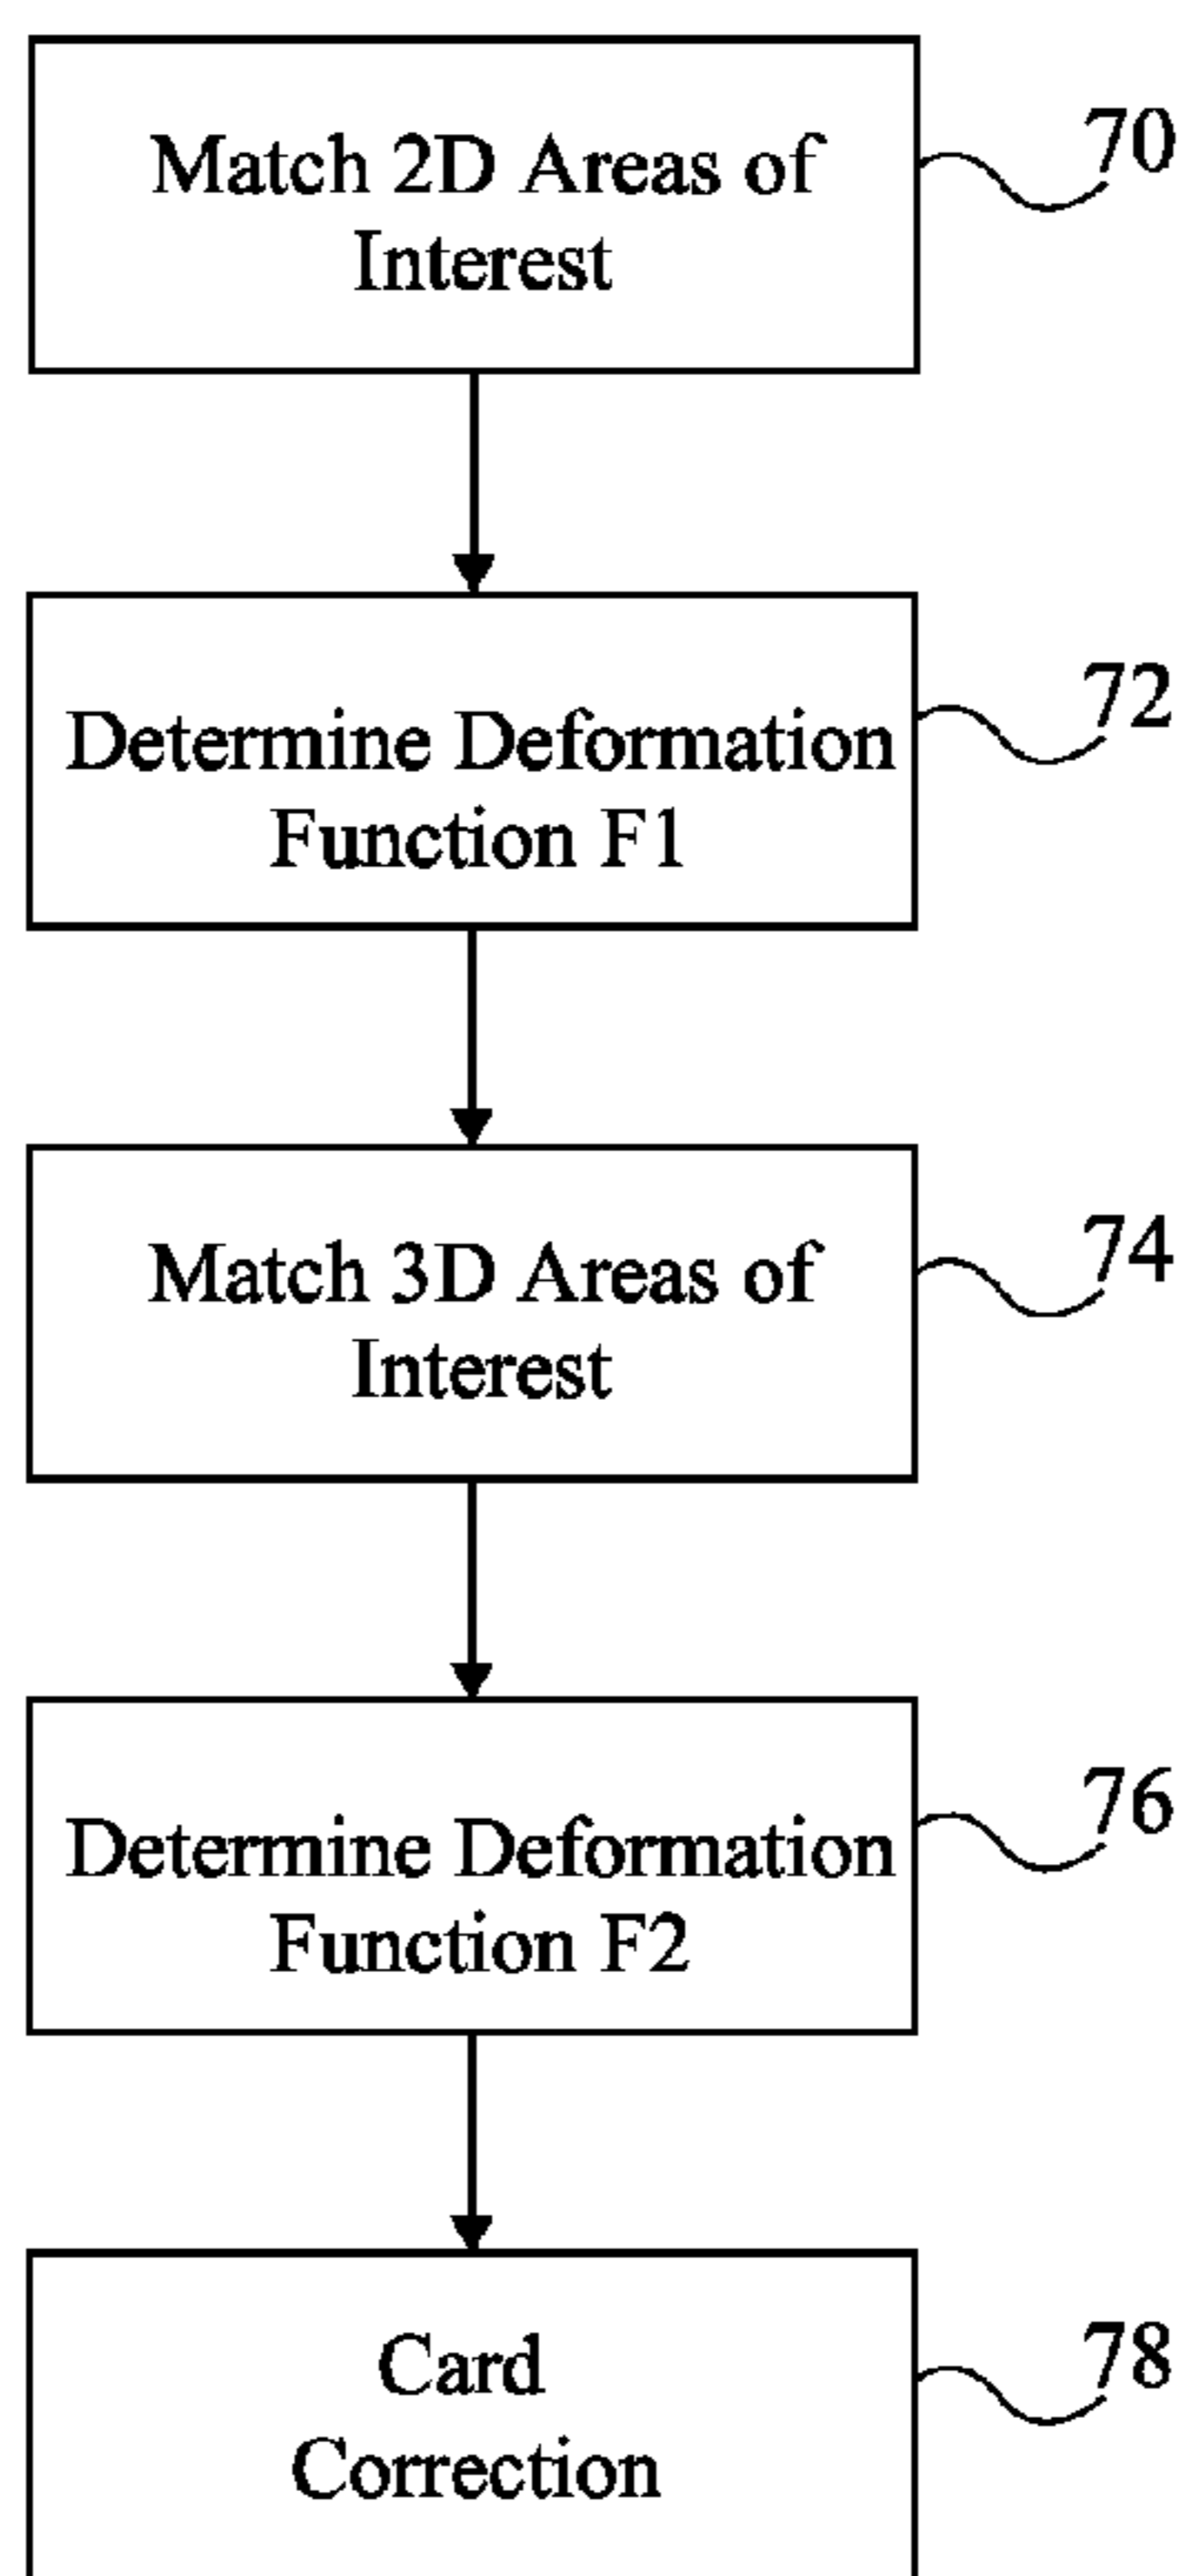 Match 2D Areas of
Interest
70
Determine Deformation
Function F1
72
Match 3D Areas of
Interest
74
Determine Deformation
Function F2
76
Card
Correction
78